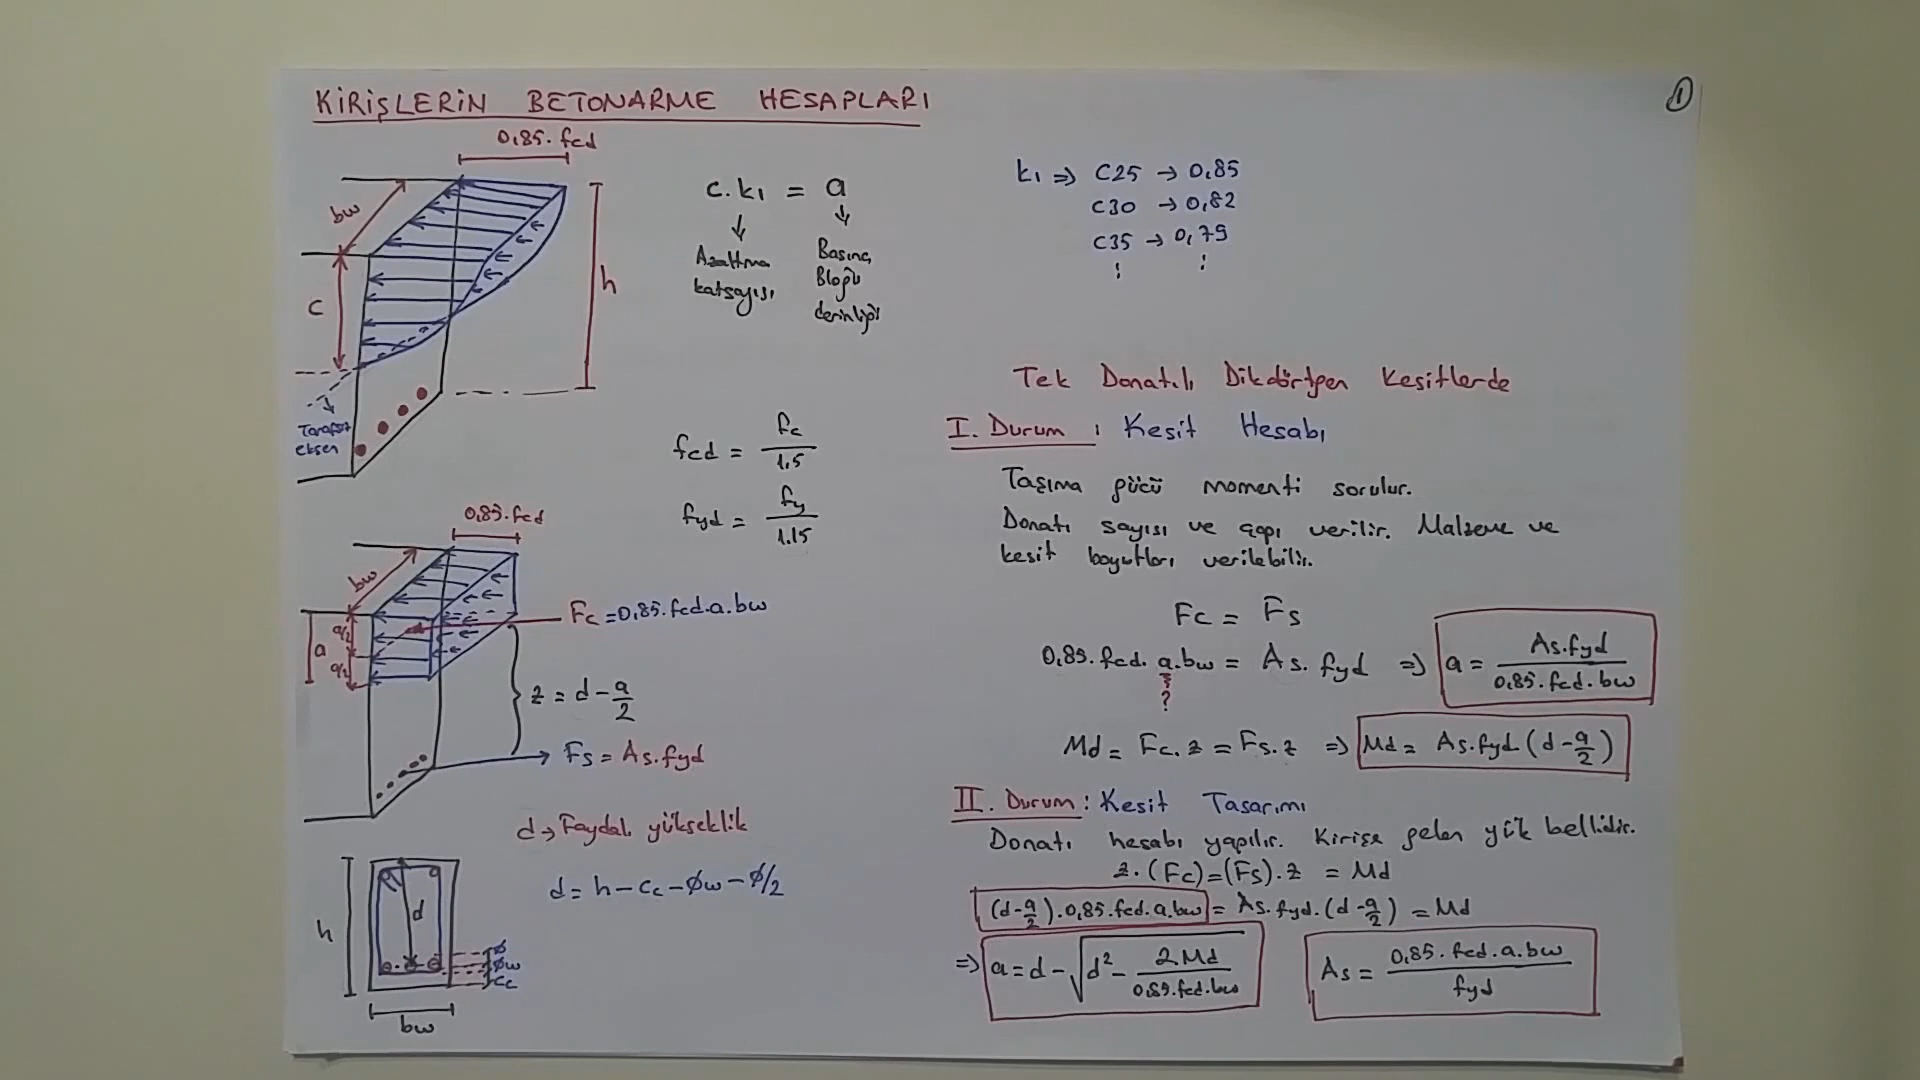 KİRİŞLERİN BETONARME HESAPLARI
1
0,85.fcd
bw
c
h
Tarafsız
eksen
c.k1 = a
Azaltma
katsayısı
Basınç
Bloğu
derinliği
k1 => C25 → 0,85
C30 → 0,82
C35 → 0,79
fcd = fc / 1.5
fyd = fy / 1.15
0,85.fcd
bw
a
a/2
a/2
Fc = 0,85.fcd.a.bw
z = d - a/2
Fs = As.fyd
d → Faydalı yükseklik
d = h - cc - Øw - Ø/2
h
d
Ø
Øw
cc
bw
Tek Donatılı Dikdörtgen Kesitlerde
I. Durum : Kesit Hesabı
Taşıma gücü momenti sorulur.
Donatı sayısı ve çapı verilir. Malzeme ve
kesit boyutları verilebilir.
Fc = Fs
0,85.fcd.a.bw = As.fyd => a = As.fyd / 0,85.fcd.bw
?
Md = Fc.z = Fs.z => Md = As.fyd.(d - a/2)
II. Durum : Kesit Tasarımı
Donatı hesabı yapılır. Kirişe gelen yük bellidir.
z.(Fc) = (Fs).z = Md
(d - a/2).0,85.fcd.a.bw = As.fyd.(d - a/2) = Md
=> a = d - √(d² - 2.Md / 0,85.fcd.bw)
As = 0,85.fcd.a.bw / fyd